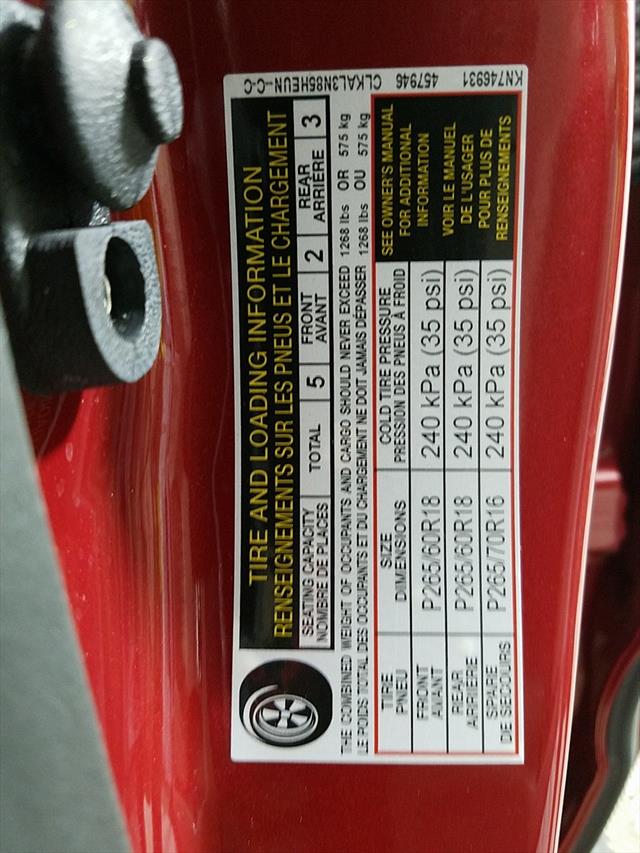 TIRE AND LOADING INFORMATION
RENSEIGNEMENTS SUR LES PNEUS ET LE CHARGEMENT
SEATING CAPACITY
NOMBRE DE PLACES
TOTAL 5
FRONT
AVANT
2
REAR
ARRIÈRE
3
THE COMBINED WEIGHT OF OCCUPANTS AND CARGO SHOULD NEVER EXCEED 1268 lbs OR 575 kg
LE POIDS TOTAL DES OCCUPANTS ET DU CHARGEMENT NE DOIT JAMAIS DÉPASSER 1268 lbs OU 575 kg
TIRE
PNEU
SIZE
DIMENSIONS
COLD TIRE PRESSURE
PRESSION DES PNEUS À FROID
FRONT
AVANT
P265/60R18
240 kPa (35 psi)
REAR
ARRIÈRE
P265/60R18
240 kPa (35 psi)
SPARE
DE SECOURS
P265/70R16
240 kPa (35 psi)
SEE OWNER'S MANUAL
FOR ADDITIONAL
INFORMATION
VOIR LE MANUEL
DE L'USAGER
POUR PLUS DE
RENSEIGNEMENTS
KN746931 457946 CLKAL3N85HEUN-C-C